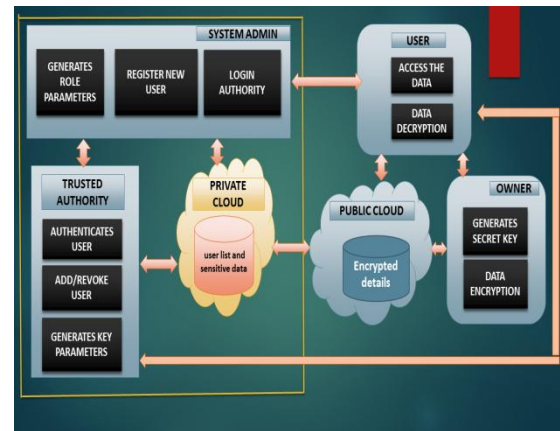 SYSTEM ADMIN
GENERATES
ROLE
PARAMETERS
REGISTER NEW
USER
LOGIN
AUTHORITY
USER
ACCESS THE
DATA
DATA
DECRYPTION
TRUSTED
AUTHORITY
AUTHENTICATES
USER
ADD/REVOKE
USER
GENERATES KEY
PARAMETERS
PRIVATE
CLOUD
user list and
sensitive data
PUBLIC CLOUD
Encrypted
details
OWNER
GENERATES
SECRET KEY
DATA
ENCRYPTION